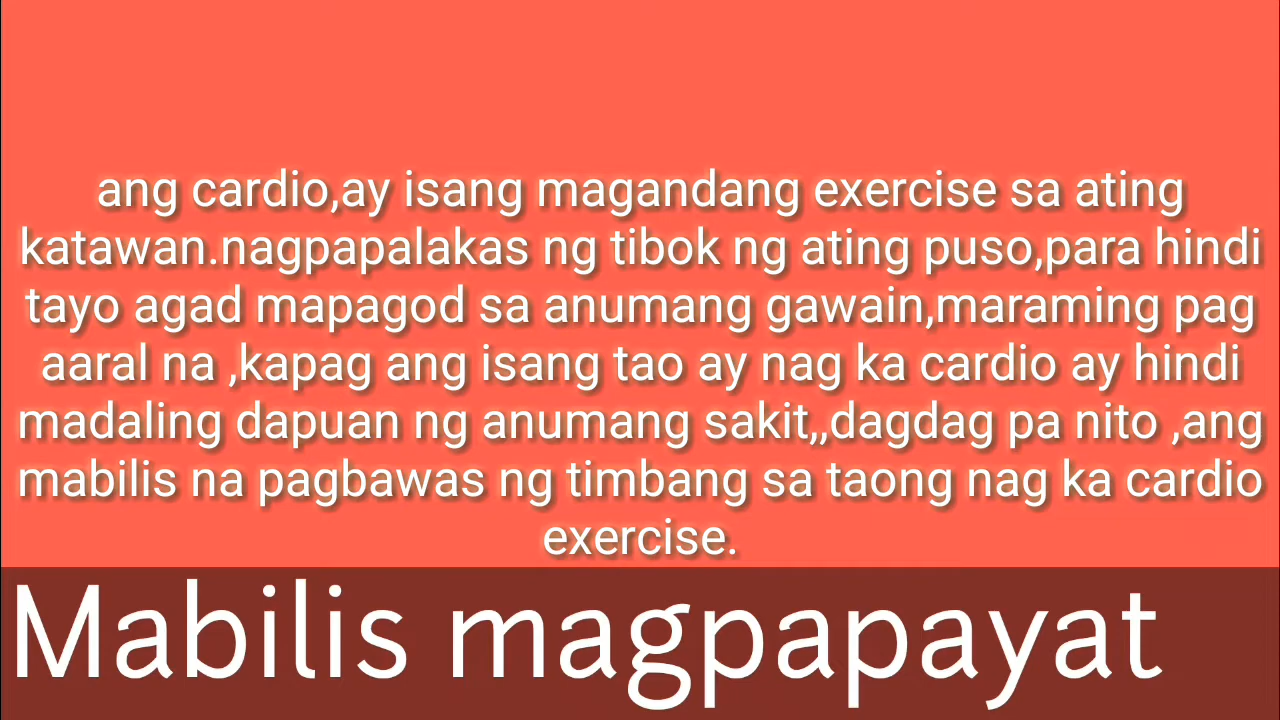 ang cardio,ay isang magandang exercise sa ating
katawan.nagpapalakas ng tibok ng ating puso,para hindi
tayo agad mapagod sa anumang gawain,maraming pag
aaral na ,kapag ang isang tao ay nag ka cardio ay hindi
madaling dapuan ng anumang sakit,,dagdag pa nito ,ang
mabilis na pagbawas ng timbang sa taong nag ka cardio
exercise.
Mabilis magpapayat